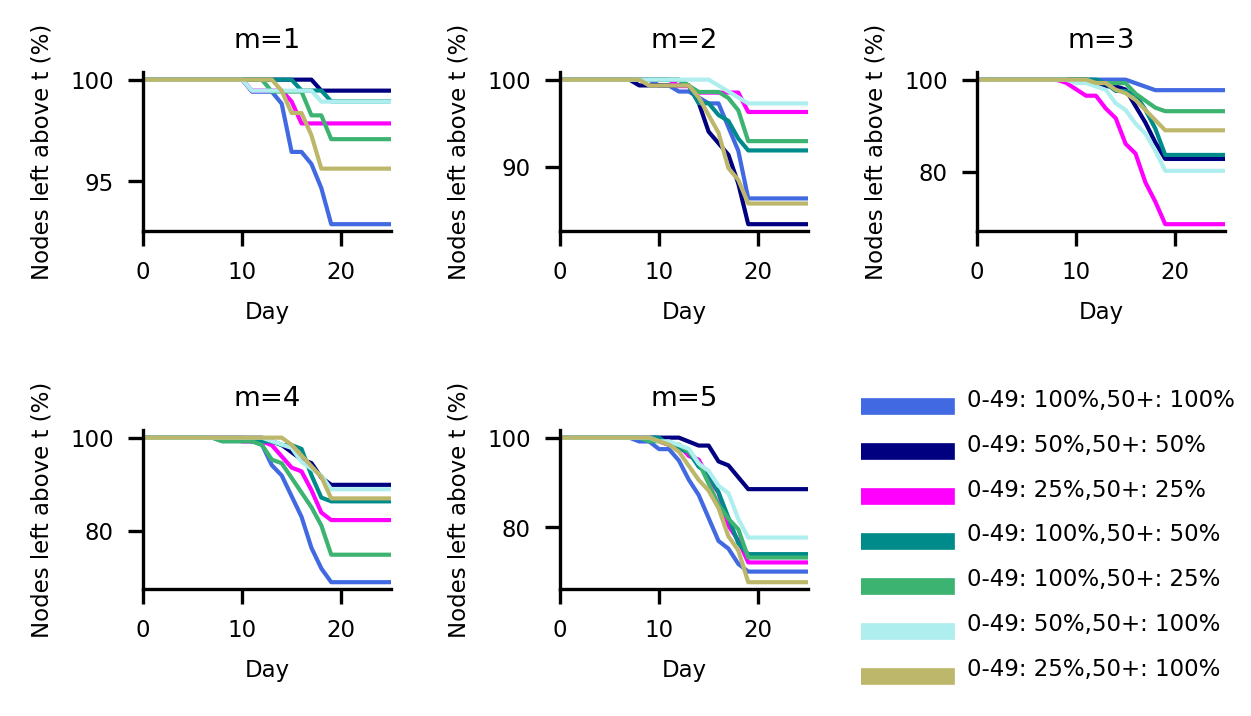 m=1
Nodes left above t (%)
100
95
0
10
20
Day
m=2
Nodes left above t (%)
100
90
0
10
20
Day
m=3
Nodes left above t (%)
100
80
0
10
20
Day
m=4
Nodes left above t (%)
100
80
0
10
20
Day
m=5
Nodes left above t (%)
100
80
0
10
20
Day
0-49: 100%,50+: 100%
0-49: 50%,50+: 50%
0-49: 25%,50+: 25%
0-49: 100%,50+: 50%
0-49: 100%,50+: 25%
0-49: 50%,50+: 100%
0-49: 25%,50+: 100%